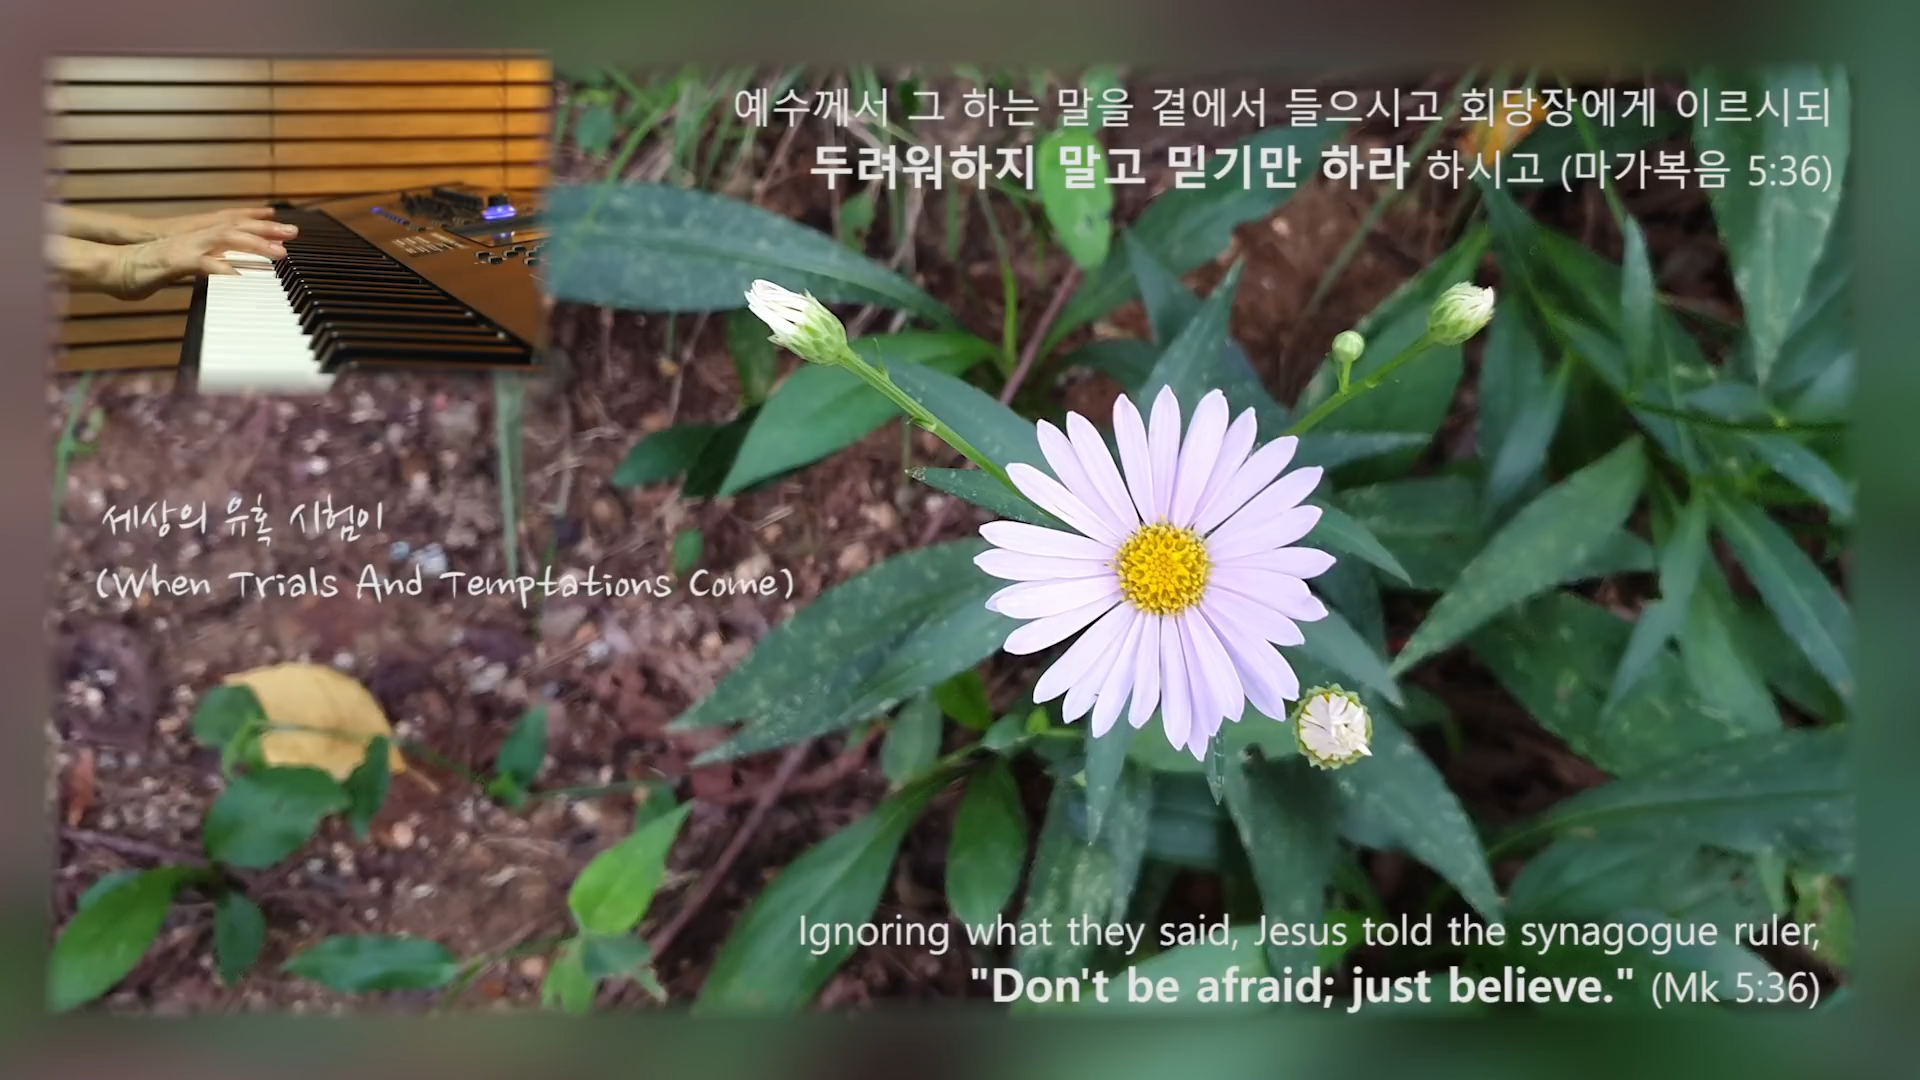 예수께서 그 하는 말을 곁에서 들으시고 회당장에게 이르시되
두려워하지 말고 믿기만 하라 하시고 (마가복음 5:36)
세상의 유혹 시험이
(When Trials And Temptations Come)
Ignoring what they said, Jesus told the synagogue ruler,
"Don't be afraid; just believe." (Mk 5:36)